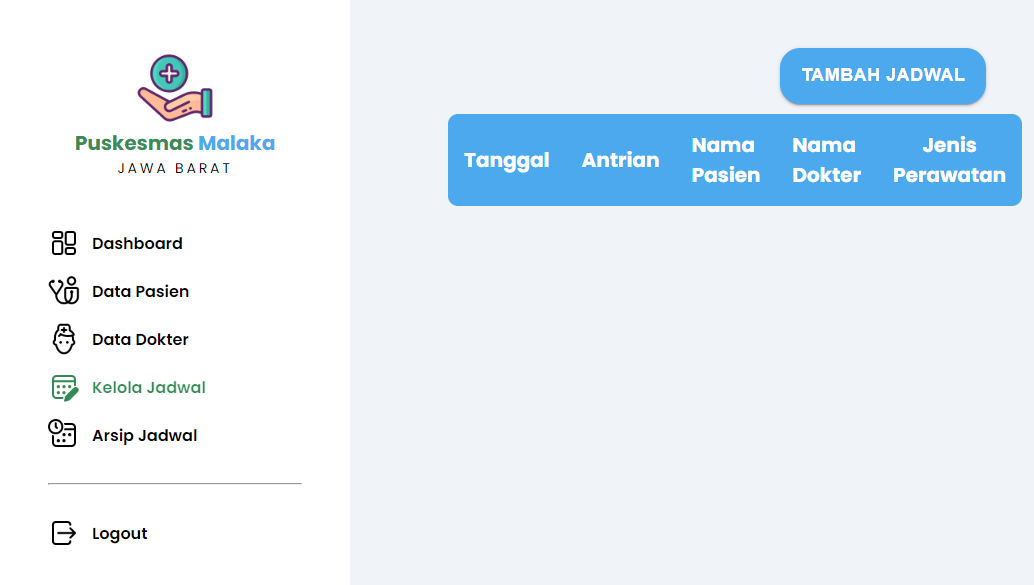 Puskesmas Malaka
JAWA BARAT
Dashboard
Data Pasien
Data Dokter
Kelola Jadwal
Arsip Jadwal
Logout
TAMBAH JADWAL
Tanggal
Antrian
Nama
Pasien
Nama
Dokter
Jenis
Perawatan